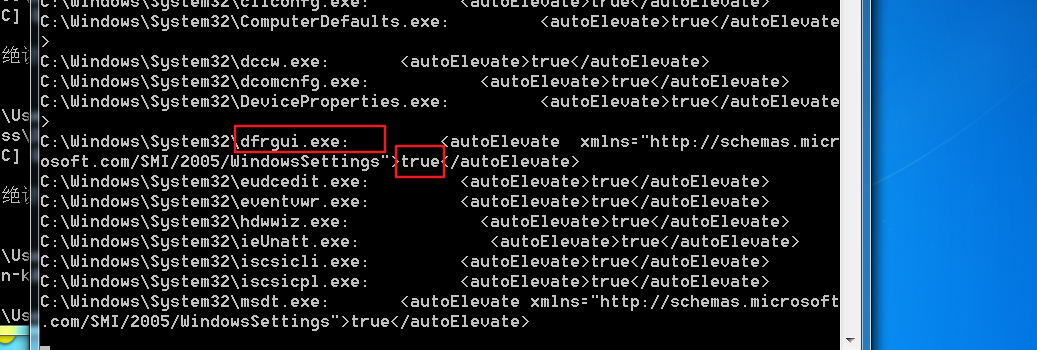 C:\Windows\System32\cliconfg.exe: <autoElevate>true</autoElevate>
C:\Windows\System32\ComputerDefaults.exe: <autoElevate>true</autoElevate
>
C:\Windows\System32\dccw.exe: <autoElevate>true</autoElevate>
C:\Windows\System32\dcomcnfg.exe: <autoElevate>true</autoElevate>
C:\Windows\System32\DeviceProperties.exe: <autoElevate>true</autoElevate
>
C:\Windows\System32\dfrgui.exe: <autoElevate xmlns="http://schemas.micr
osoft.com/SMI/2005/WindowsSettings">true</autoElevate>
C:\Windows\System32\eudcedit.exe: <autoElevate>true</autoElevate>
C:\Windows\System32\eventvwr.exe: <autoElevate>true</autoElevate>
C:\Windows\System32\hdwwiz.exe: <autoElevate>true</autoElevate>
C:\Windows\System32\ieUnatt.exe: <autoElevate>true</autoElevate>
C:\Windows\System32\iscsicli.exe: <autoElevate>true</autoElevate>
C:\Windows\System32\iscsicpl.exe: <autoElevate>true</autoElevate>
C:\Windows\System32\msdt.exe: <autoElevate xmlns="http://schemas.microsoft
.com/SMI/2005/WindowsSettings">true</autoElevate>
C]
\Us
ss\
C]
\Us
n-k
\Us